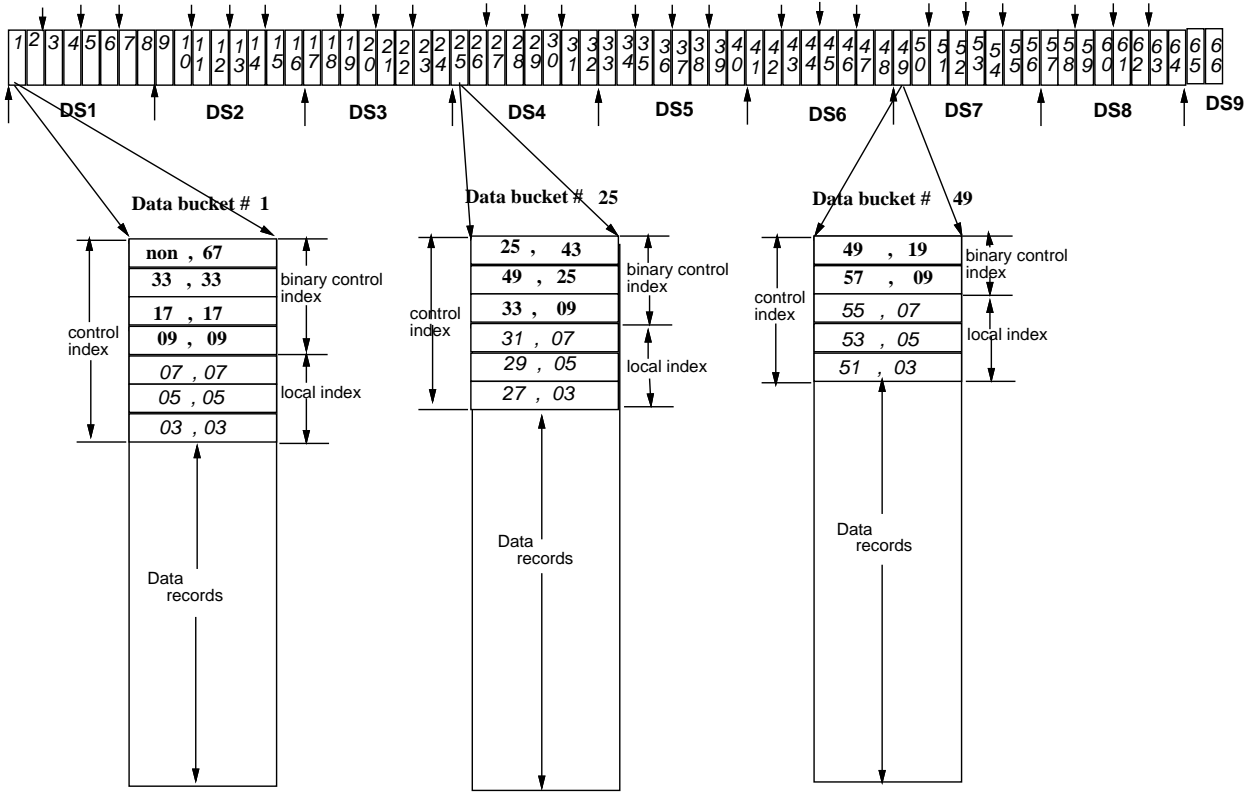 1 2 3 4 5 6 7 8 9 10 11 12 13 14 15 16 17 18 19 20 21 22 23 24 25 26 27 28 29 30 31 32 33 34 35 36 37 38 39 40 41 42 43 44 45 46 47 48 49 50 51 52 53 54 55 56 57 58 59 60 61 62 63 64 65 66
DS1 DS2 DS3 DS4 DS5 DS6 DS7 DS8 DS9
Data bucket # 1
non , 67
33 , 33
17 , 17
09 , 09
07 , 07
05 , 05
03 , 03
control
index
binary control
index
local index
Data
records
Data bucket # 25
25 , 43
49 , 25
33 , 09
31 , 07
29 , 05
27 , 03
control
index
binary control
index
local index
Data
records
Data bucket # 49
49 , 19
57 , 09
55 , 07
53 , 05
51 , 03
control
index
binary control
index
local index
Data
records